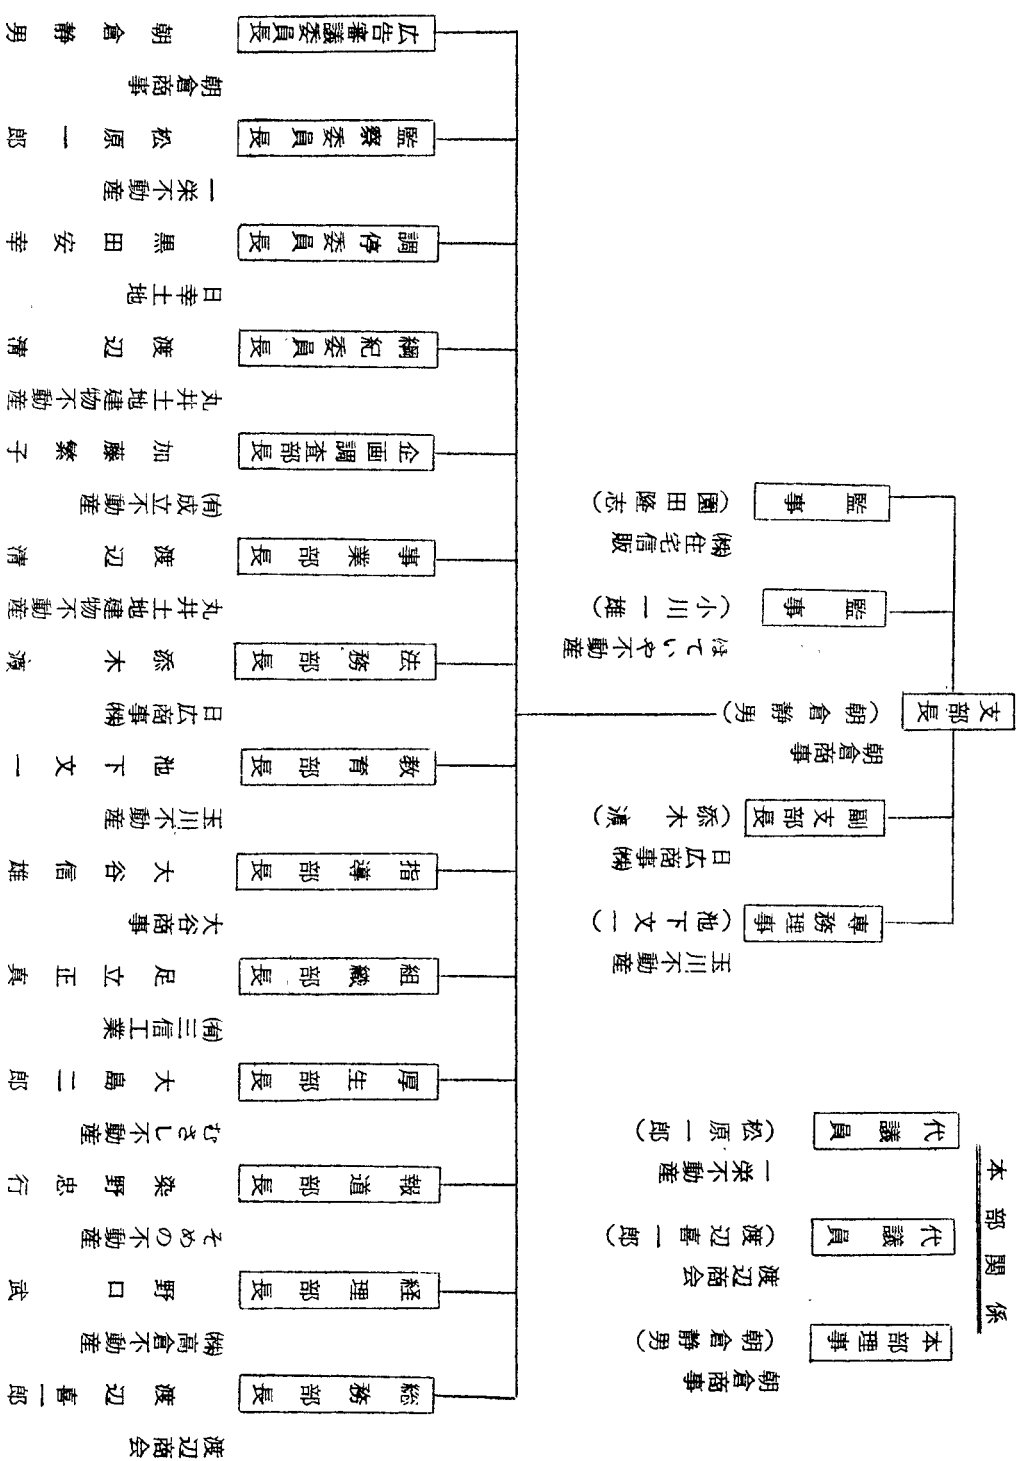 本部関係
本部理事 (朝倉静男)
朝倉商事
代議員 (渡辺喜一郎)
渡辺商会
代議員 (松原一郎)
一栄不動産
支部長 (朝倉静男)
朝倉商事
専務理事 (池下文一)
玉川不動産
副支部長 (添木濱)
日広商事㈱
監事 (小川一雄)
ほていや不動産
監事 (園田隆志)
㈱住宅信販
総務部長 渡辺喜一郎
渡辺商会
経理部長 野口武
㈱高倉不動産
報道部長 染野忠行
そめの不動産
厚生部長 大島二郎
むさし不動産
組織部長 足立正真
㈲三信工業
指導部長 大谷信雄
大谷商事
教育部長 池下文一
玉川不動産
法務部長 添木濱
日広商事㈱
事業部長 渡辺清
丸井土地建物不動産
企画調査部長 加藤繁子
㈲成立不動産
綱紀委員長 渡辺清
丸井土地建物不動産
調停委員長 黒田安幸
日幸土地
監察委員長 松原一郎
一栄不動産
広告審議委員長 朝倉静男
朝倉商事